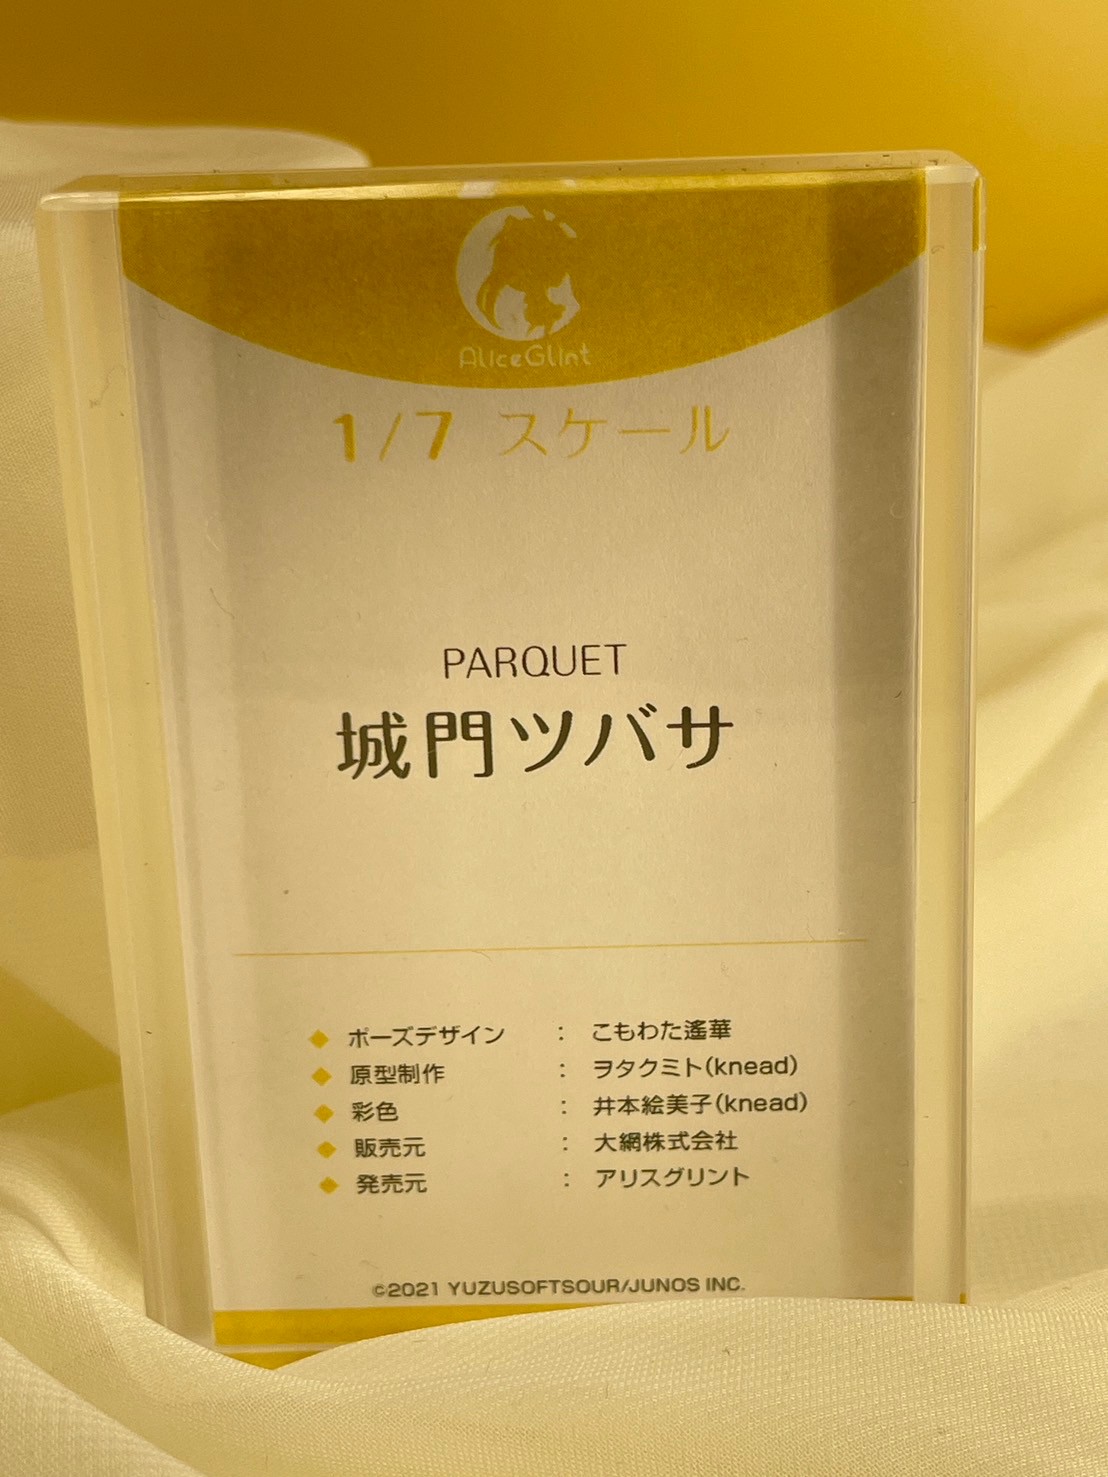 AliceGlint
1/7 スケール
PARQUET
城門ツバサ
◆ ポーズデザイン : こもわた遙華
◆ 原型制作 : ヲタクミト(knead)
◆ 彩色 : 井本絵美子(knead)
◆ 販売元 : 大網株式会社
◆ 発売元 : アリスグリント
©2021 YUZUSOFTSOUR/JUNOS INC.